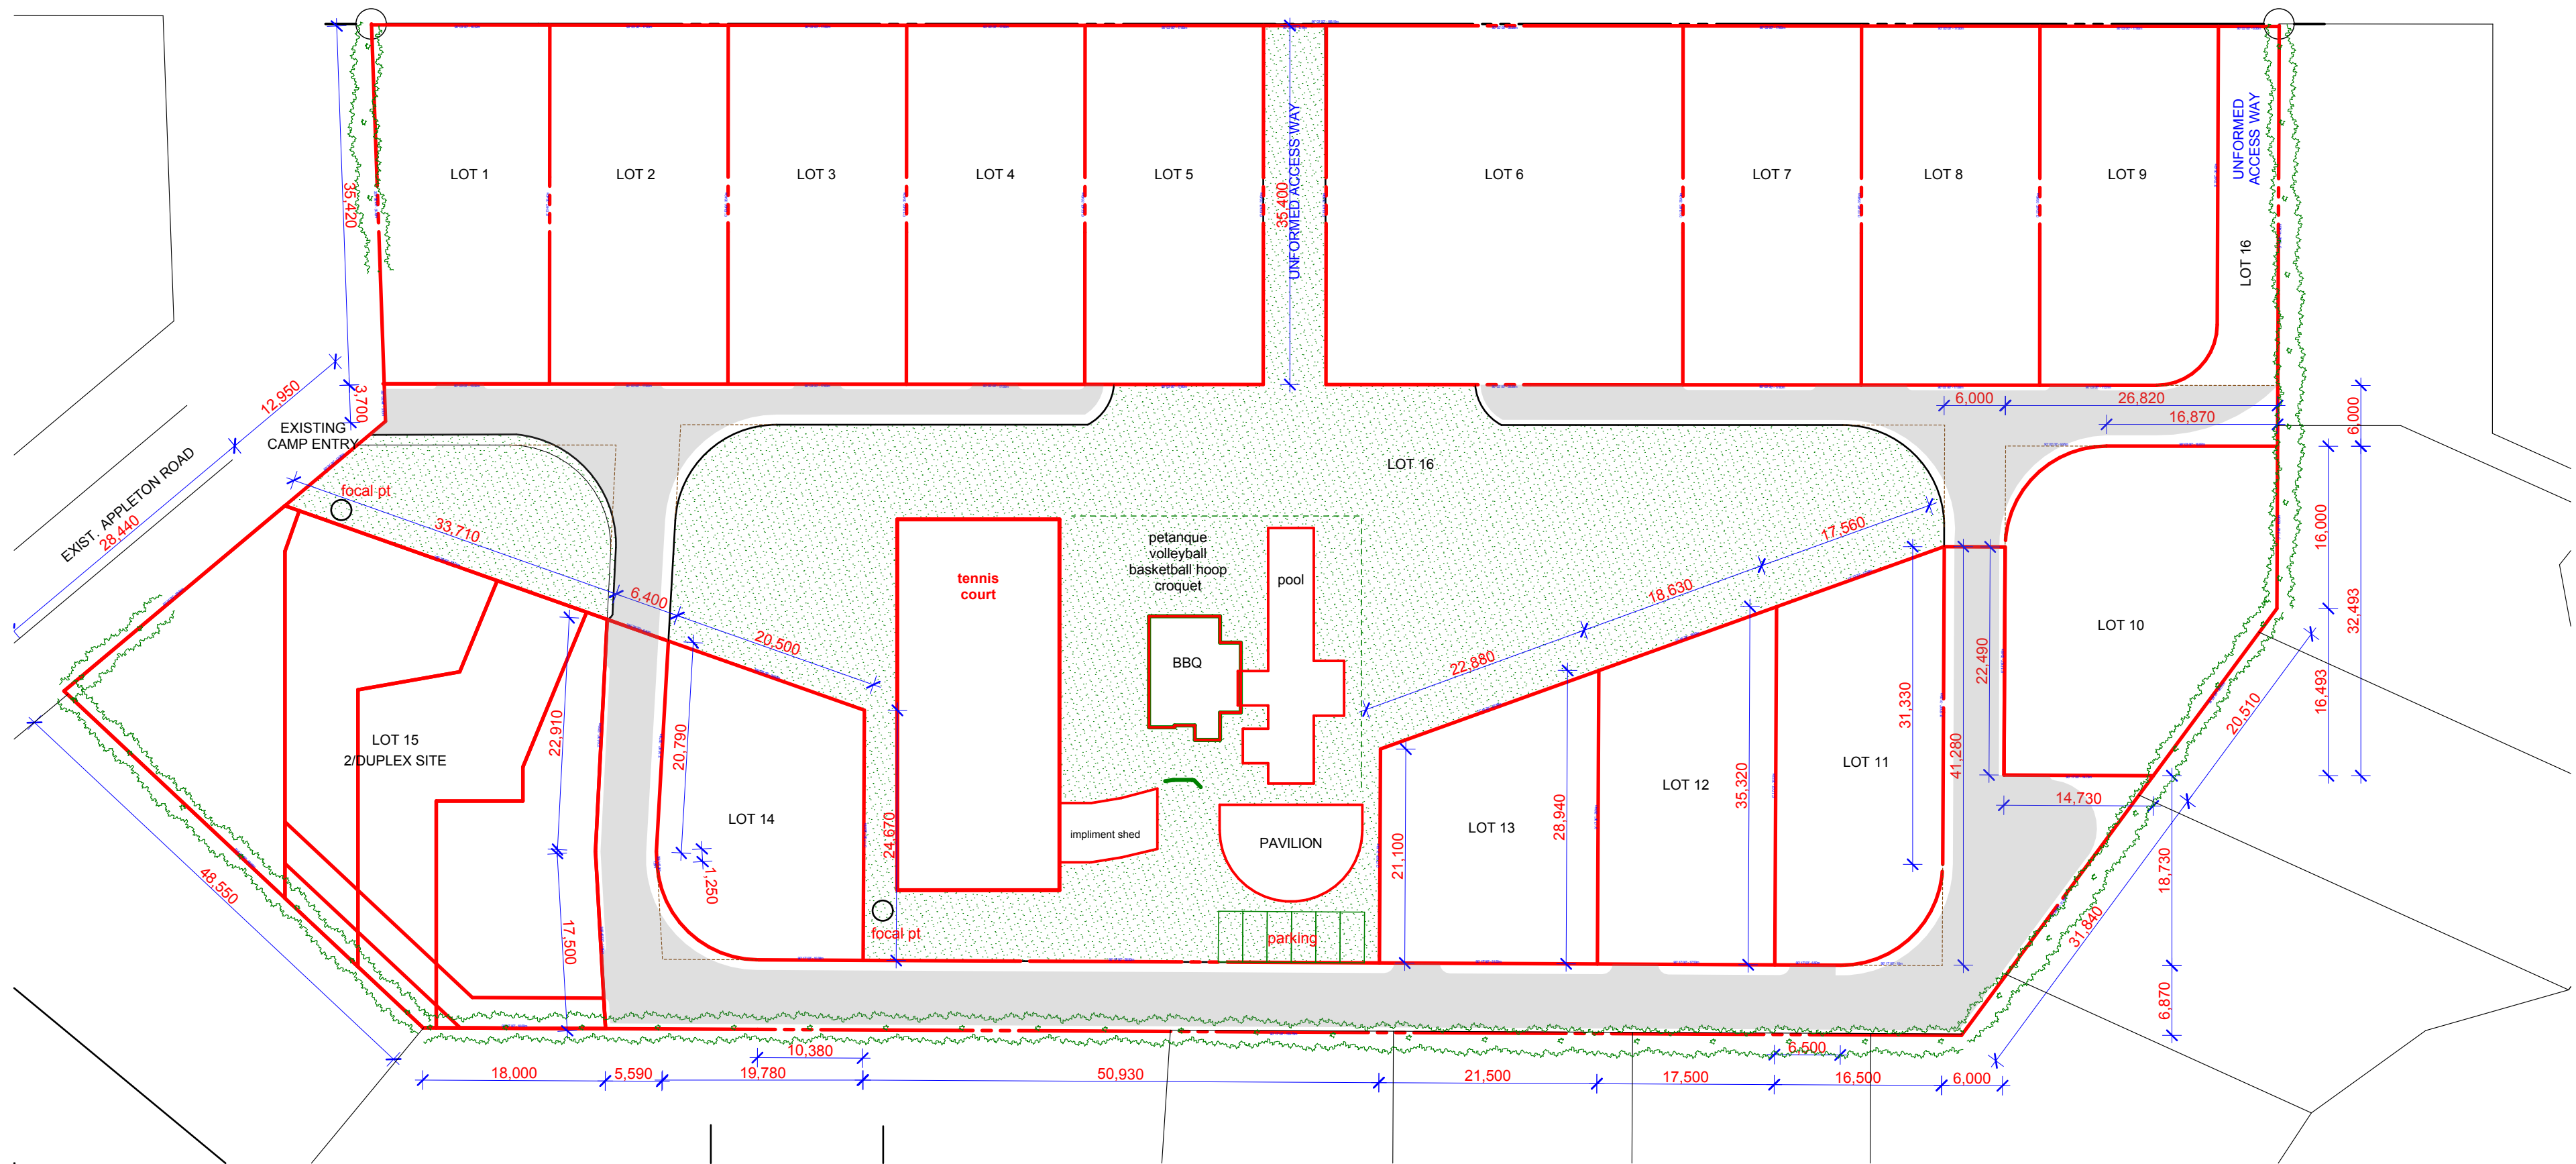 LOT 1
LOT 2
LOT 3
LOT 4
LOT 5
UNFORMED ACCESS WAY
35,400
LOT 6
LOT 7
LOT 8
LOT 9
UNFORMED
ACCESS WAY
LOT 16
35,420
3,700
12,950
EXISTING
CAMP ENTRY
EXIST. APPLETON ROAD
28,440
focal pt
33,710
6,400
20,500
LOT 16
tennis
court
petanque
volleyball
basketball hoop
croquet
pool
BBQ
impliment shed
PAVILION
parking
focal pt
24,670
22,880
18,630
17,560
6,000
26,820
16,870
6,000
16,000
32,493
16,493
LOT 10
22,490
20,510
14,730
18,730
31,840
6,870
41,280
31,330
LOT 11
35,320
LOT 12
28,940
LOT 13
21,100
LOT 14
20,790
1,250
22,910
17,500
LOT 15
2/DUPLEX SITE
48,550
10,380
6,500
18,000
5,590
19,780
50,930
21,500
17,500
16,500
6,000